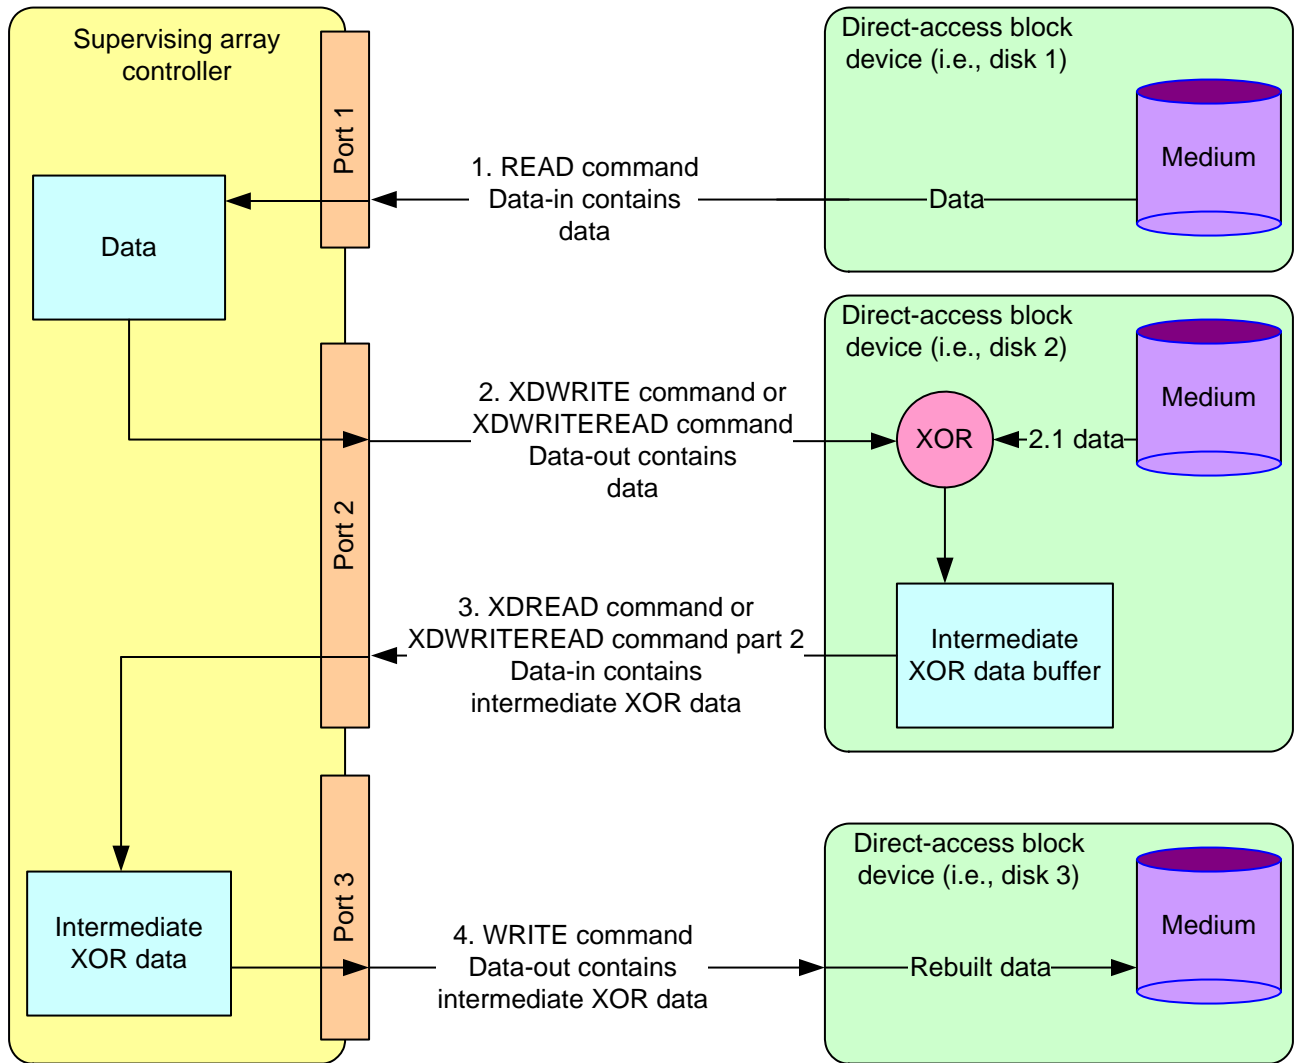 Supervising array
controller
Port 1
Data
1. READ command
Data-in contains
data
Direct-access block
device (i.e., disk 1)
Data
Medium
Port 2
2. XDWRITE command or
XDWRITEREAD command
Data-out contains
data
Direct-access block
device (i.e., disk 2)
XOR
2.1 data
Medium
3. XDREAD command or
XDWRITEREAD command part 2
Data-in contains
intermediate XOR data
Intermediate
XOR data buffer
Intermediate
XOR data
Port 3
4. WRITE command
Data-out contains
intermediate XOR data
Direct-access block
device (i.e., disk 3)
Rebuilt data
Medium